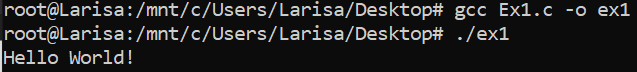 root@Larisa:/mnt/c/Users/Larisa/Desktop# gcc Ex1.c -o ex1
root@Larisa:/mnt/c/Users/Larisa/Desktop# ./ex1
Hello World!